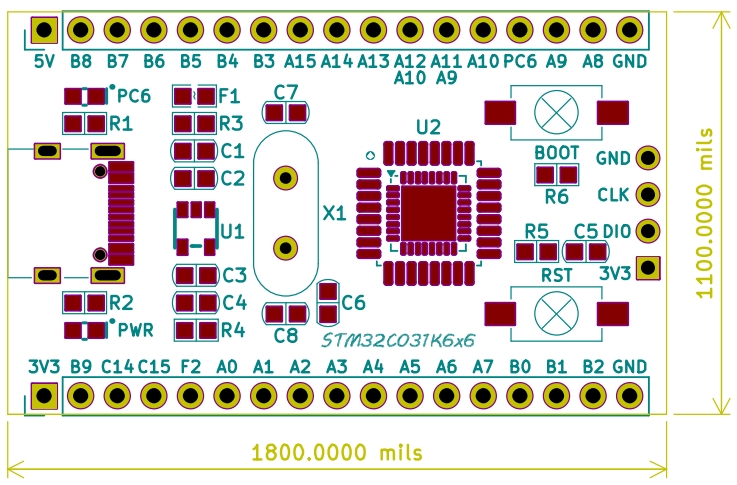 5V B8 B7 B6 B5 B4 B3 A15 A14 A13 A12 A11 A10 PC6 A9 A8 GND
A10 A9
PC6 F1 C7
R1 R3 U2
C1 BOOT GND
C2 R6 CLK
X1
U1 R5 C5 DIO
C3 RST 3V3
R2 C4 C6
PWR R4 C8 STM32C031K6x6
3V3 B9 C14 C15 F2 A0 A1 A2 A3 A4 A5 A6 A7 B0 B1 B2 GND
1800.0000 mils
1100.0000 mils